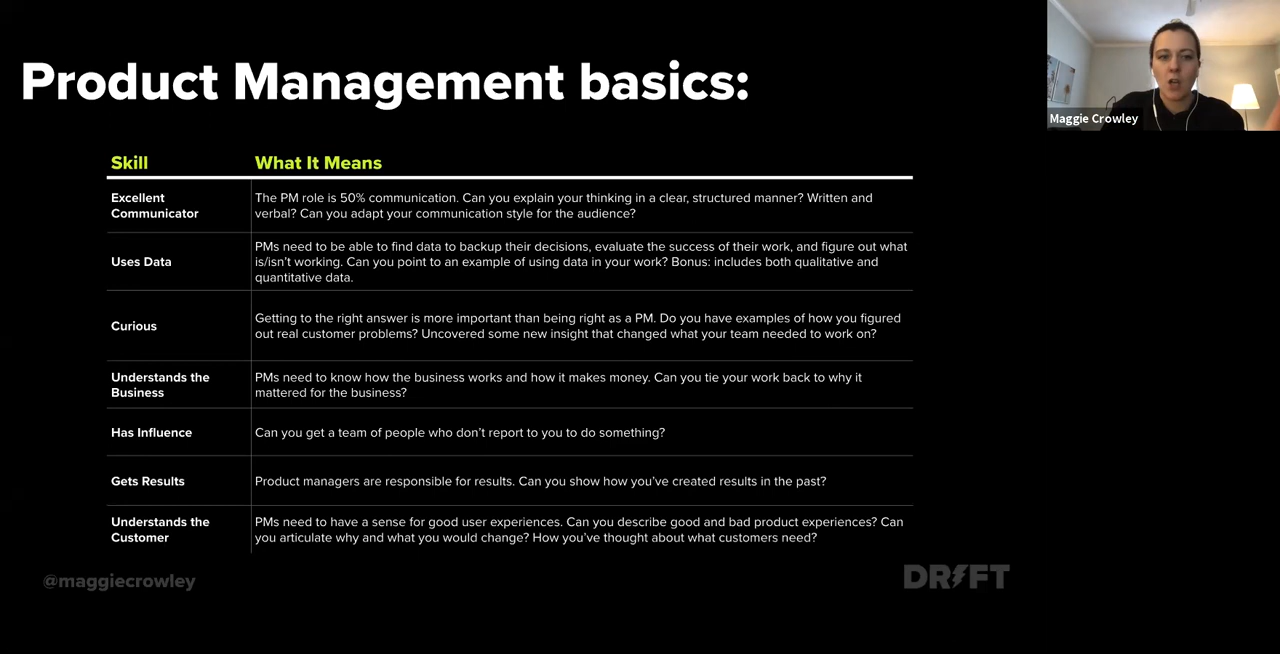 Product Management basics:
Maggie Crowley
Skill
What It Means
Excellent
Communicator
The PM role is 50% communication. Can you explain your thinking in a clear, structured manner? Written and
verbal? Can you adapt your communication style for the audience?
Uses Data
PMs need to be able to find data to backup their decisions, evaluate the success of their work, and figure out what
is/isn't working. Can you point to an example of using data in your work? Bonus: includes both qualitative and
quantitative data.
Curious
Getting to the right answer is more important than being right as a PM. Do you have examples of how you figured
out real customer problems? Uncovered some new insight that changed what your team needed to work on?
Understands the
Business
PMs need to know how the business works and how it makes money. Can you tie your work back to why it
mattered for the business?
Has Influence
Can you get a team of people who don't report to you to do something?
Gets Results
Product managers are responsible for results. Can you show how you've created results in the past?
Understands the
Customer
PMs need to have a sense for good user experiences. Can you describe good and bad product experiences? Can
you articulate why and what you would change? How you've thought about what customers need?
@maggiecrowley
DRIFT